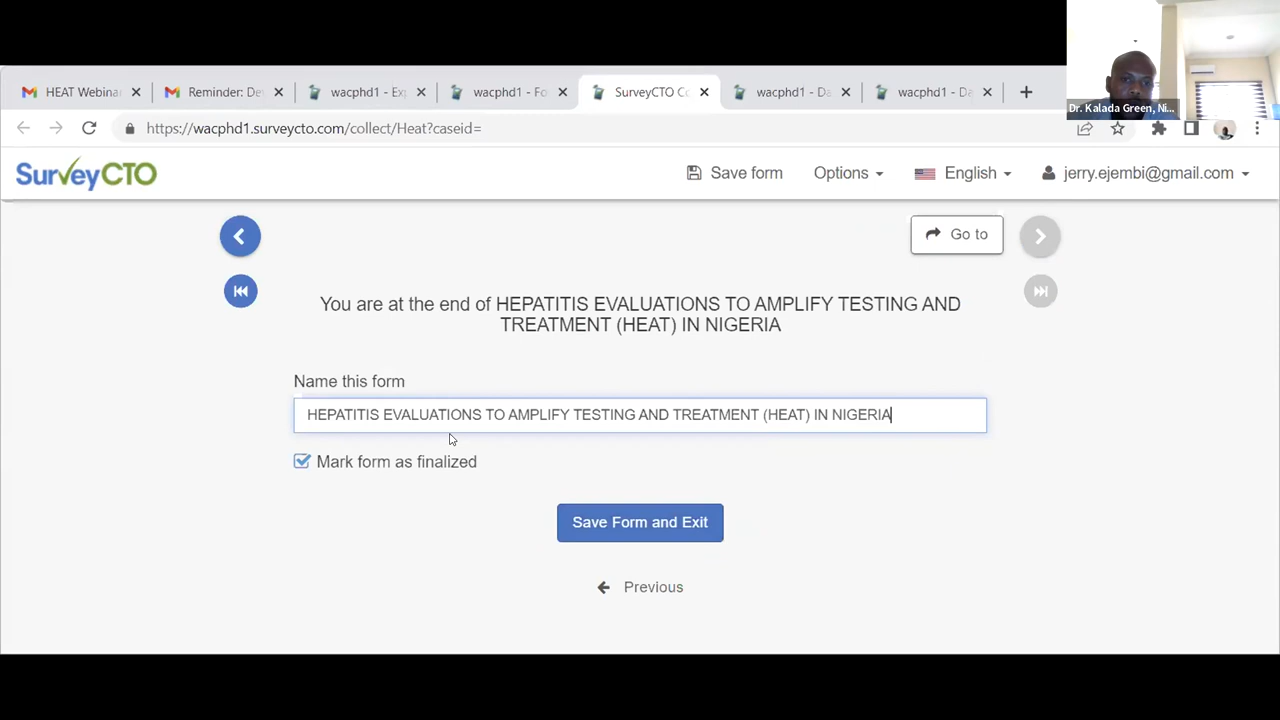 Dr. Kalada Green, Ni...
HEAT Webinar
Reminder: De
wacphd1 - Ex
wacphd1 - Fo
SurveyCTO Co
wacphd1 - Da
wacphd1 - Da
https://wacphd1.surveycto.com/collect/Heat?caseid=
SurveyCTO
Save form
Options
English
jerry.ejembi@gmail.com
Go to
You are at the end of HEPATITIS EVALUATIONS TO AMPLIFY TESTING AND
TREATMENT (HEAT) IN NIGERIA
Name this form
HEPATITIS EVALUATIONS TO AMPLIFY TESTING AND TREATMENT (HEAT) IN NIGERIA
Mark form as finalized
Save Form and Exit
Previous